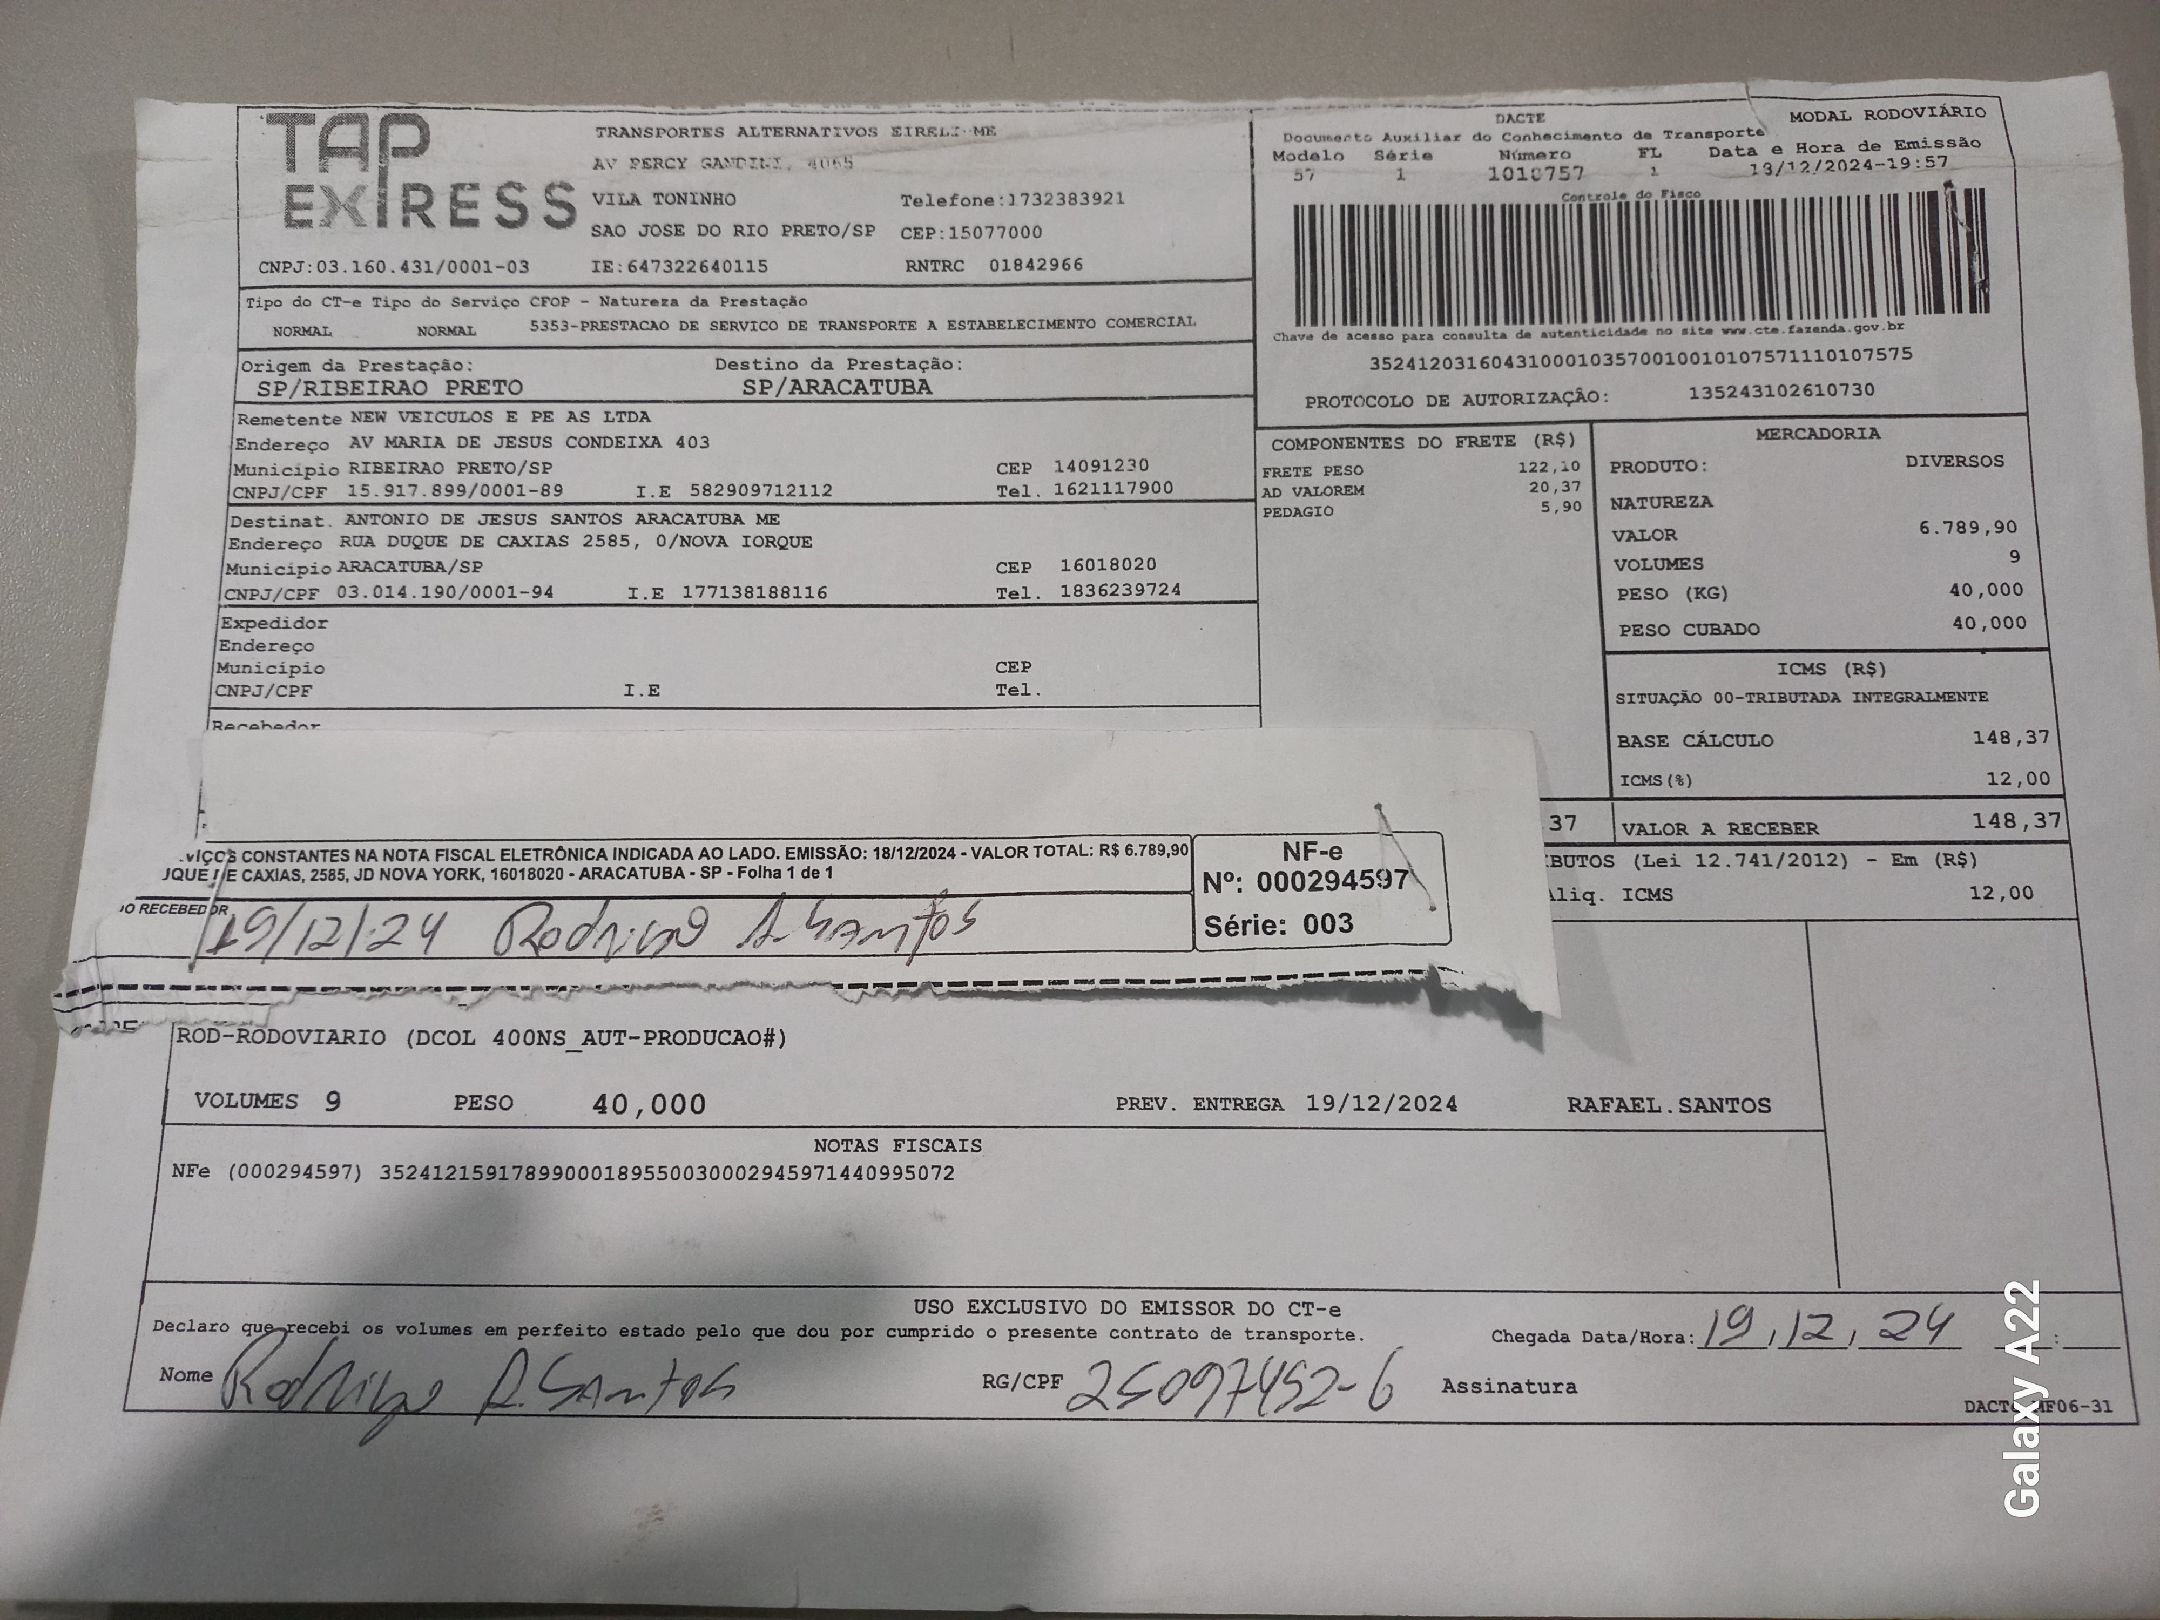 TAP
EXPRESS
TRANSPORTES ALTERNATIVOS EIRELI-ME
AV PERCY GANDINI, 4065
VILA TONINHO Telefone:1732383921
SAO JOSE DO RIO PRETO/SP CEP:15077000
CNPJ:03.160.431/0001-03 IE:647322640115 RNTRC 01842966
DACTE MODAL RODOVIÁRIO
Documento Auxiliar do Conhecimento de Transporte
Modelo Série Número FL Data e Hora de Emissão
57 1 1010757 1 -19:57
Controle do Fisco
Chave de acesso para consulta de autenticidade no site www.cte.fazenda.gov.br
35241203160431000103570010010107571110107575
PROTOCOLO DE AUTORIZAÇÂO: 135243102610730
Tipo do CT-e Tipo do Serviço CFOP - Natureza da Prestação
NORMAL NORMAL 5353-PRESTACAO DE SERVICO DE TRANSPORTE A ESTABELECIMENTO COMERCIAL
Origem da Prestação: Destino da Prestação:
SP/RIBEIRAO PRETO SP/ARACATUBA
Remetente NEW VEICULOS E PE AS LTDA
Endereço AV MARIA DE JESUS CONDEIXA 403
Municipio RIBEIRAO PRETO/SP CEP 14091230
CNPJ/CPF 15.917.899/0001-89 I.E 582909712112 Tel. 1621117900
Destinat. ANTONIO DE JESUS SANTOS ARACATUBA ME
Endereço RUA DUQUE DE CAXIAS 2585, 0/NOVA IORQUE
Municipio ARACATUBA/SP CEP 16018020
CNPJ/CPF 03.014.190/0001-94 I.E 177138188116 Tel. 1836239724
Expedidor
Endereço
Municipio CEP
CNPJ/CPF I.E Tel.
Recebedor
COMPONENTES DO FRETE (R$)
FRETE PESO 122,10
AD VALOREM 20,37
PEDAGIO 5,90
MERCADORIA
PRODUTO: DIVERSOS
NATUREZA
VALOR 6.789,90
VOLUMES 9
PESO (KG) 40,000
PESO CUBADO 40,000
ICMS (R$)
SITUAÇÃO 00-TRIBUTADA INTEGRALMENTE
BASE CÁLCULO 148,37
ICMS(%) 12,00
37 VALOR A RECEBER 148,37
BUTOS (Lei 12.741/2012) - Em (R$)
Aliq. ICMS 12,00
VIÇOS CONSTANTES NA NOTA FISCAL ELETRÔNICA INDICADA AO LADO. EMISSÃO: 18/12/2024 - VALOR TOTAL: R$ 6.789,90
UQUE DE CAXIAS, 2585, JD NOVA YORK, 16018020 - ARACATUBA - SP - Folha 1 de 1
NF-e
Nº: 000294597
Série: 003
O RECEBEDOR
19/12/24 Rodrigo A. Santos
ROD-RODOVIARIO (DCOL 400NS_AUT-PRODUCAO#)
VOLUMES 9 PESO 40,000 PREV. ENTREGA 19/12/2024 RAFAEL.SANTOS
NOTAS FISCAIS
NFe (000294597) 35241215917899000189550030002945971440995072
USO EXCLUSIVO DO EMISSOR DO CT-e
Declaro que recebi os volumes em perfeito estado pelo que dou por cumprido o presente contrato de transporte. Chegada Data/Hora: 19,12,24 :
Nome Rodrigo A. Santos RG/CPF 25097452-6 Assinatura
Galaxy A22